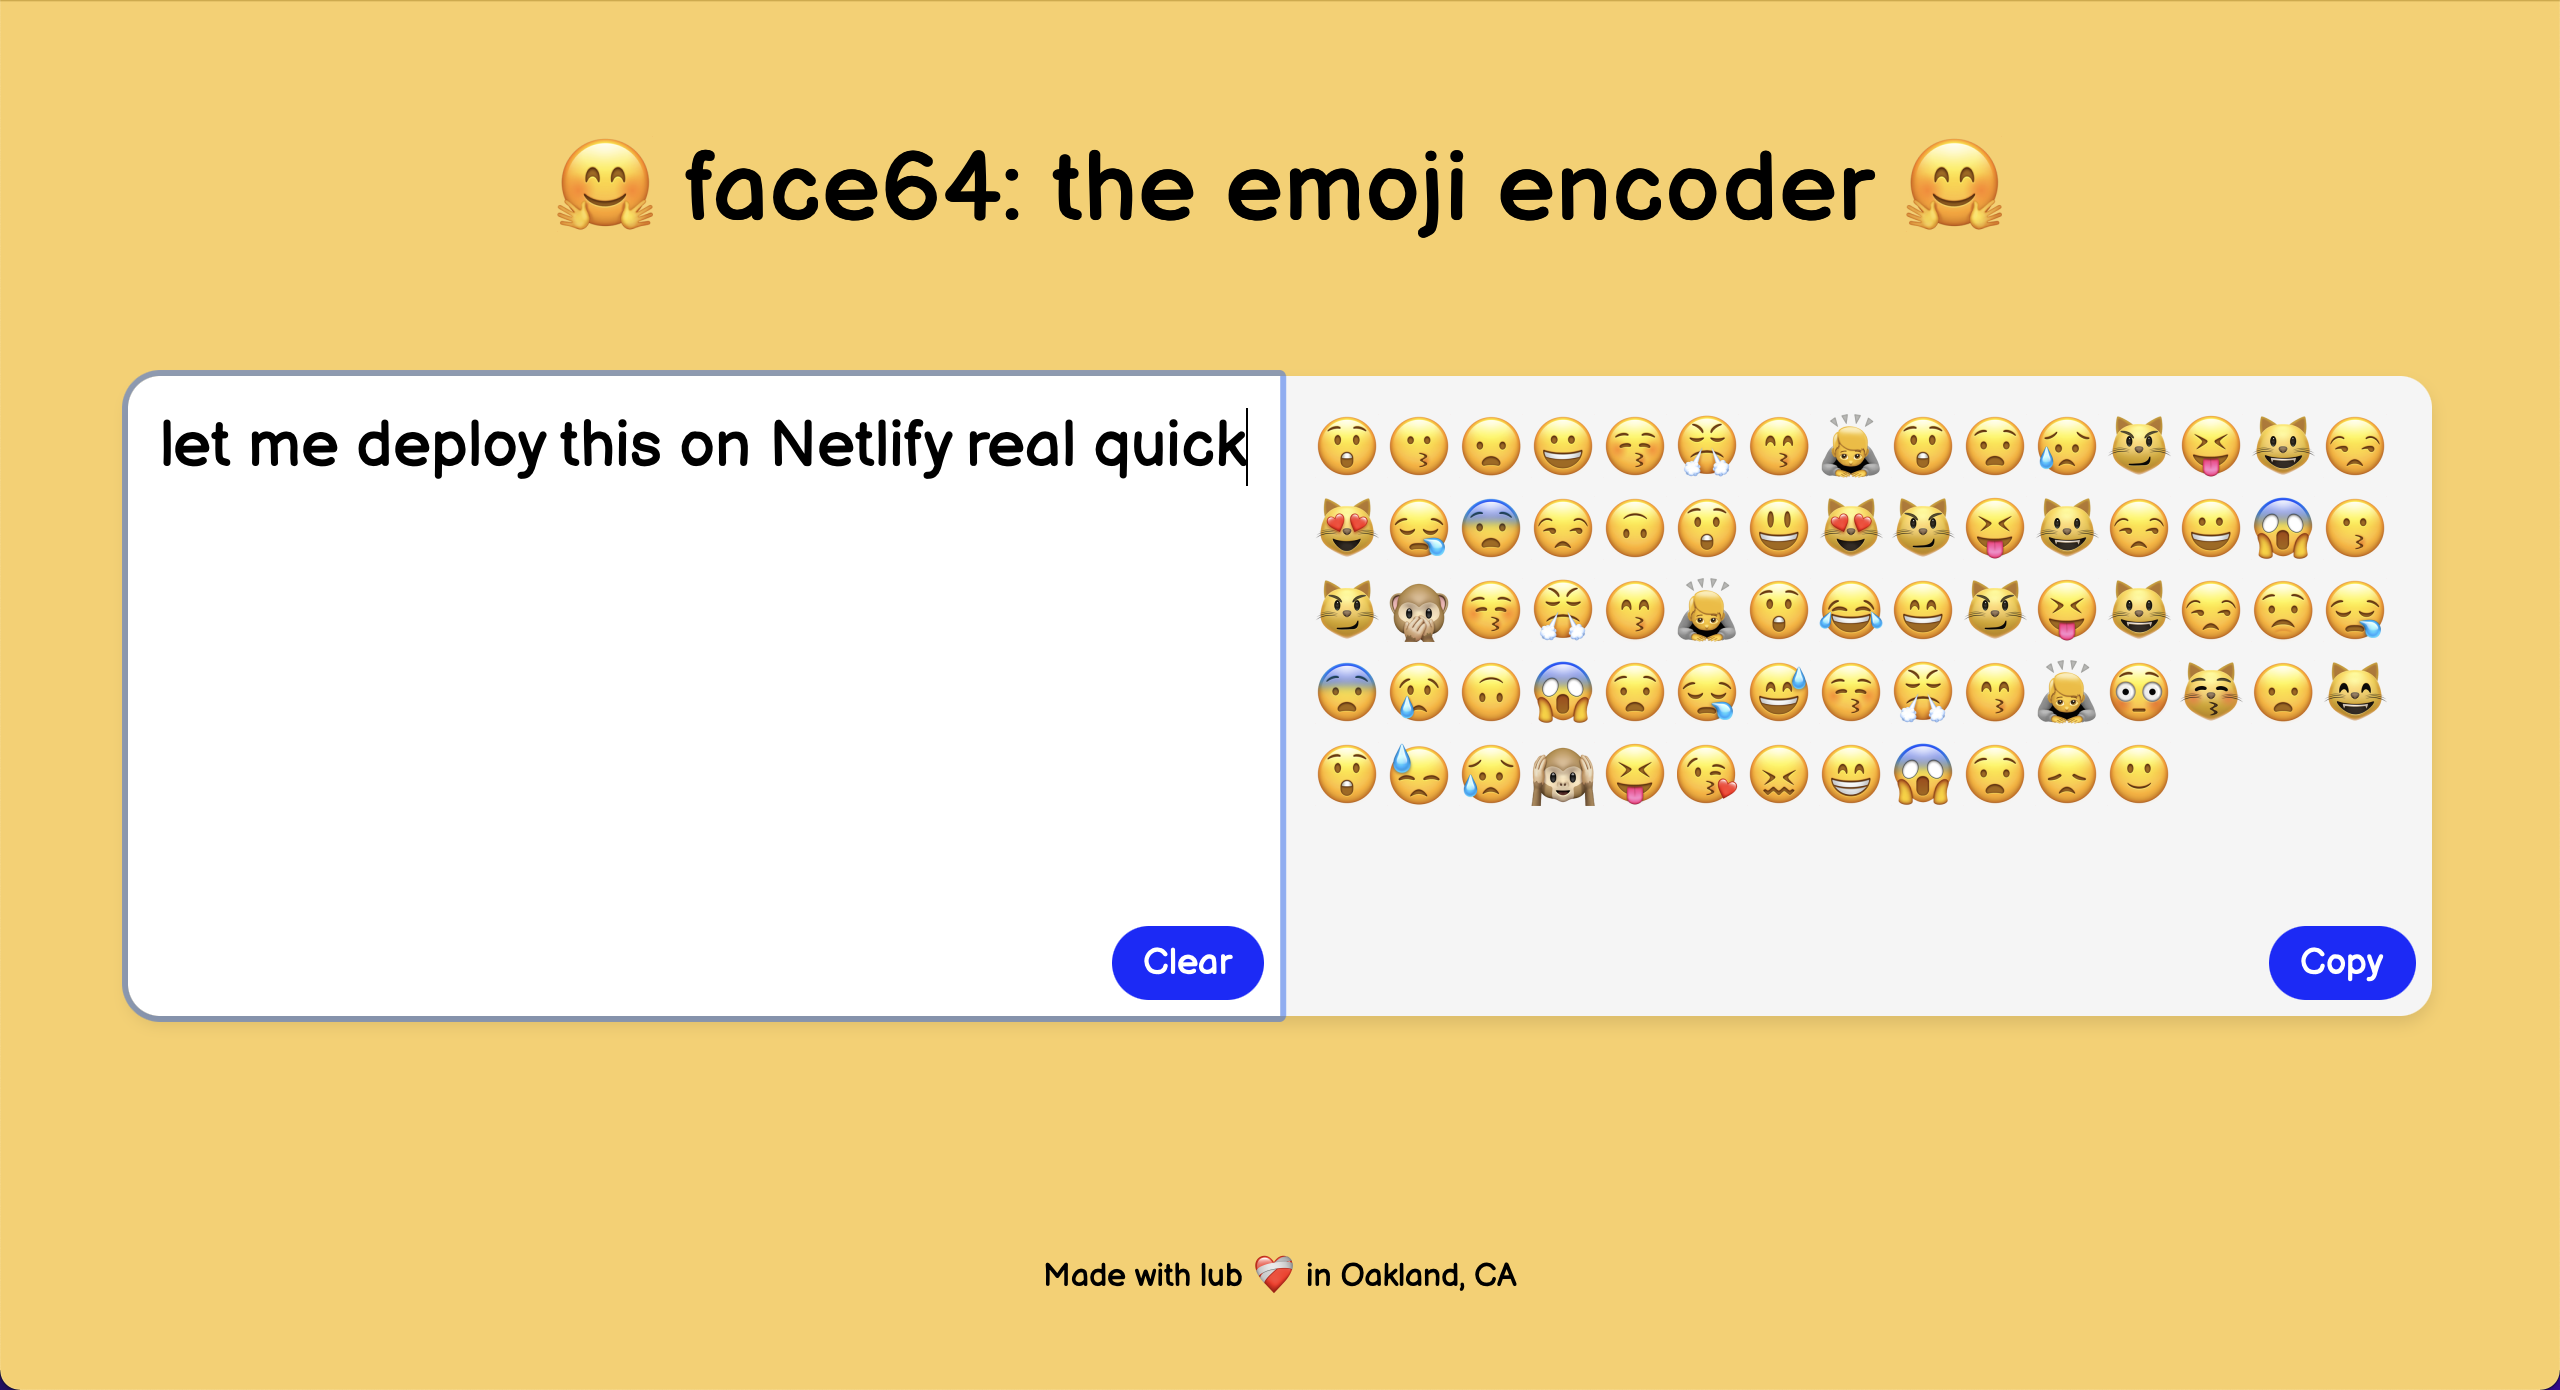 🤗 face64: the emoji encoder 🤗
let me deploy this on Netlify real quick
😲😗😦😀😚😤😙🙇😲😧😥😼😝😺😒
😻😪😨😒🙃😲😃😻😼😝😺😒😀😱😗
😼🙊😚😤😙🙇😲😂😄😼😝😺😒😟😪
😨😢🙃😱😧😪😅😚😤😙🙇😳😽😦😸
😲😓😥🙉😝😘😖😁😱😧😞🙂
Clear
Copy
Made with lub ❤️‍🩹 in Oakland, CA